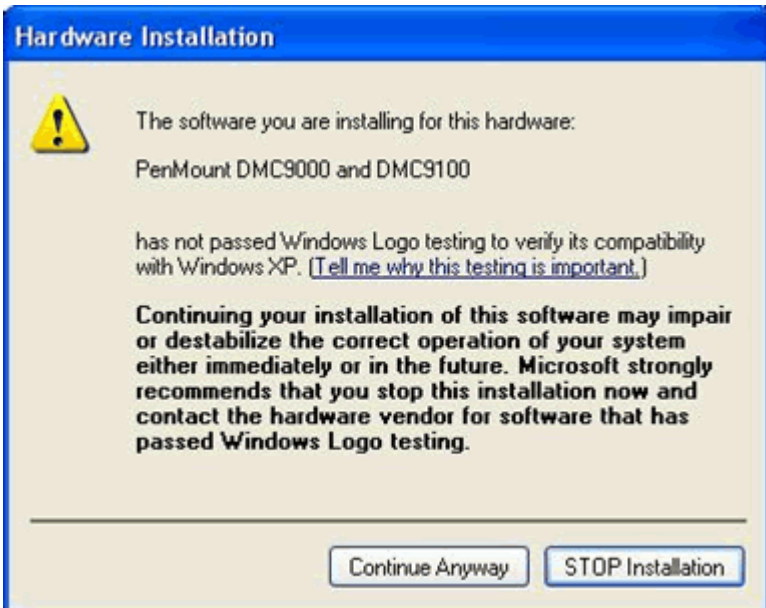 Hardware Installation
The software you are installing for this hardware:
PenMount DMC9000 and DMC9100
has not passed Windows Logo testing to verify its compatibility
with Windows XP. (Tell me why this testing is important.)
Continuing your installation of this software may impair
or destabilize the correct operation of your system
either immediately or in the future. Microsoft strongly
recommends that you stop this installation now and
contact the hardware vendor for software that has
passed Windows Logo testing.
Continue Anyway
STOP Installation